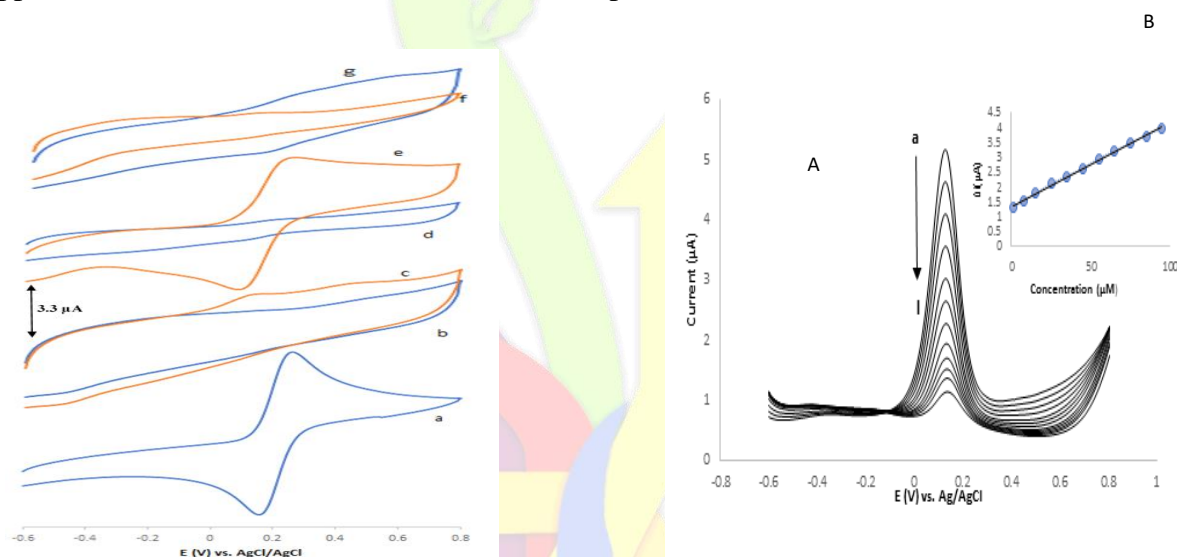 B
g
f
e
d
c
3.3 µA
b
a
-0.6 -0.4 -0.2 0 0.2 0.4 0.6 0.8
E (V) vs. AgCl/AgCl
A
6
5
4
3
2
1
0
Current (µA)
a
l
-0.8 -0.6 -0.4 -0.2 0 0.2 0.4 0.6 0.8 1
E (V) vs. Ag/AgCl
4.5
4
3.5
3
2.5
2
1.5
1
0.5
0
0 50 100
Concentration (µM)